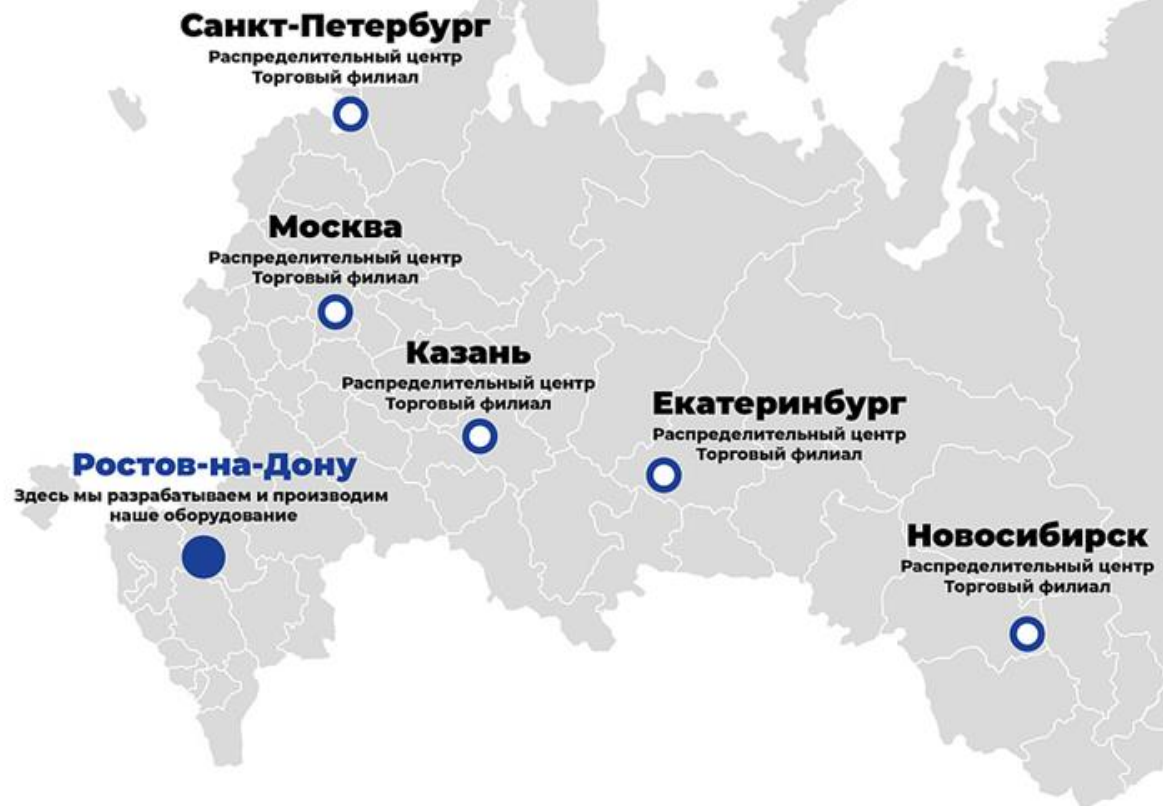 Санкт-Петербург
Распределительный центр
Торговый филиал
Москва
Распределительный центр
Торговый филиал
Казань
Распределительный центр
Торговый филиал
Екатеринбург
Распределительный центр
Торговый филиал
Ростов-на-Дону
Здесь мы разрабатываем и производим
наше оборудование
Новосибирск
Распределительный центр
Торговый филиал